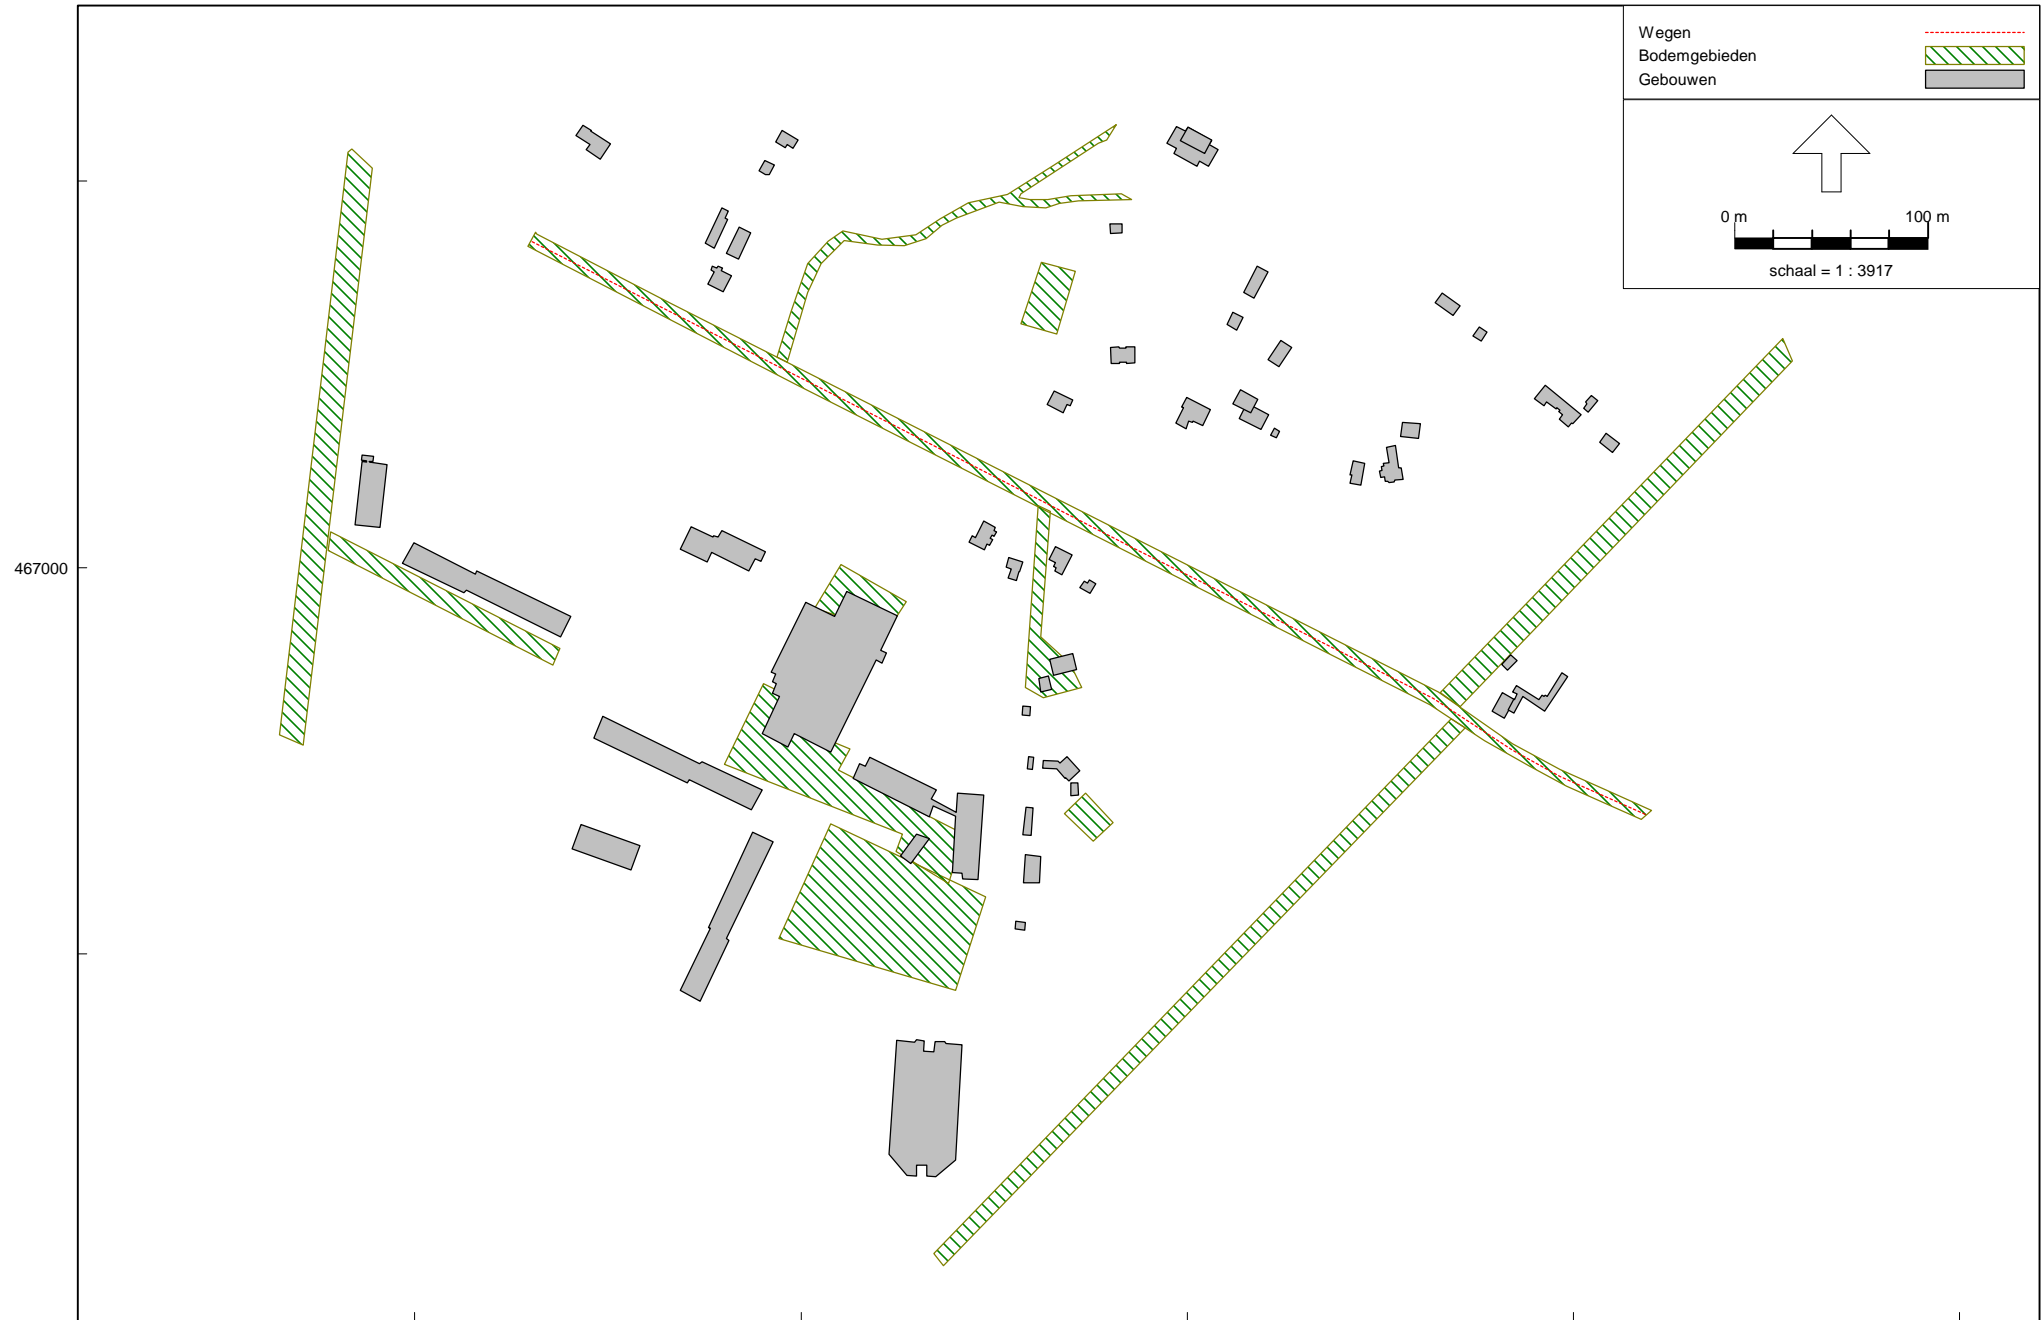 Wegen
Bodemgebieden
Gebouwen
0 m 100 m
schaal = 1 : 3917
467000